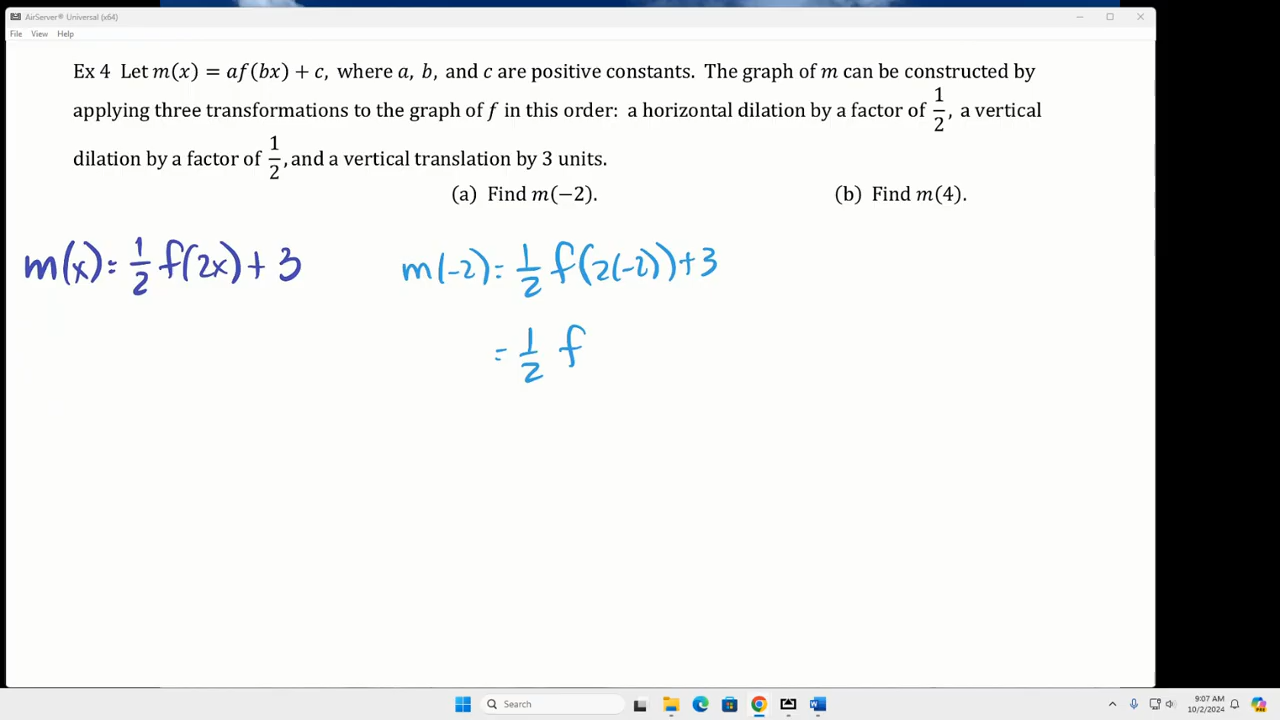 AirServer® Universal (x64)
File View Help
Ex 4 Let m(x) = af(bx) + c, where a, b, and c are positive constants. The graph of m can be constructed by
applying three transformations to the graph of f in this order: a horizontal dilation by a factor of 1/2, a vertical
dilation by a factor of 1/2, and a vertical translation by 3 units.
(a) Find m(−2). (b) Find m(4).
m(x) = 1/2 f(2x) + 3 m(-2) = 1/2 f(2(-2)) + 3
= 1/2 f
Search
9:07 AM
10/2/2024